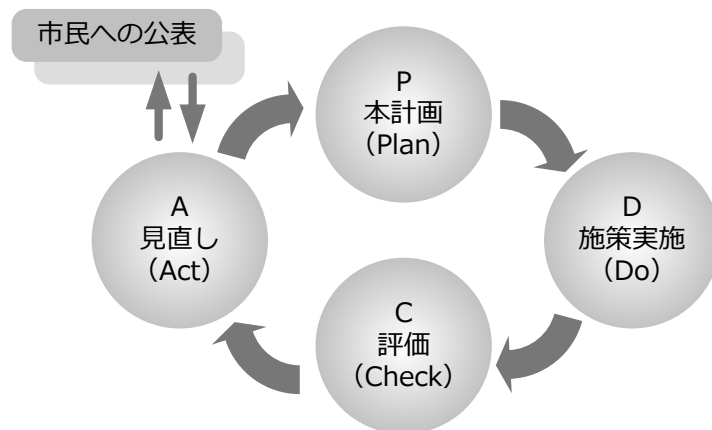 市民への公表
P
本計画
（Plan）
D
施策実施
（Do）
C
評価
（Check）
A
見直し
（Act）